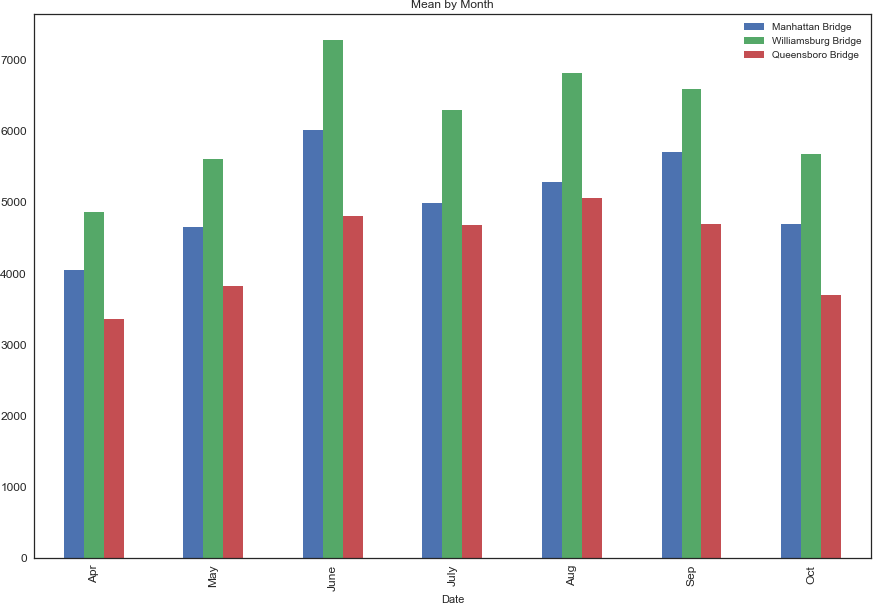 Mean by Month
Manhattan Bridge
Williamsburg Bridge
Queensboro Bridge
7000
6000
5000
4000
3000
2000
1000
0
Apr
May
June
July
Aug
Sep
Oct
Date